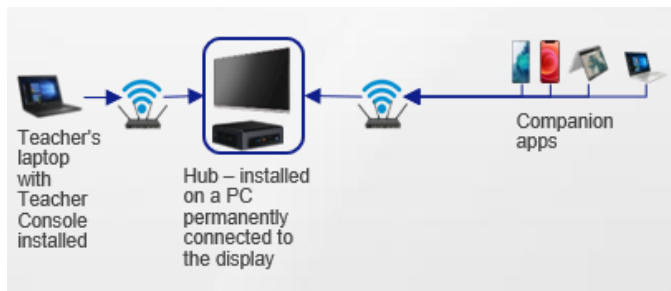 Teacher's
laptop
with
Teacher
Console
installed
Hub – installed
on a PC
permanently
connected to
the display
Companion
apps